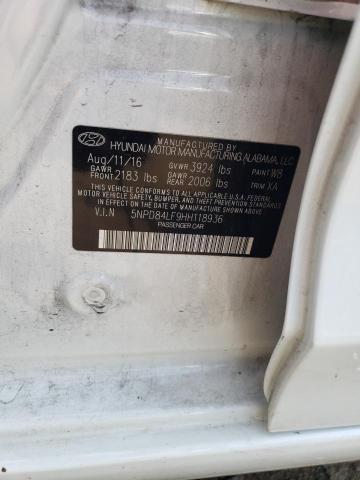 MANUFACTURED BY
HYUNDAI MOTOR MANUFACTURING ALABAMA, LLC
Aug/11/16 GVWR 3924 lbs PAINT W8
GAWR FRONT 2183 lbs GAWR REAR 2006 lbs TRIM XA
THIS VEHICLE CONFORMS TO ALL APPLICABLE U.S.A FEDERAL
MOTOR VEHICLE SAFETY, BUMPER, AND THEFT PREVENTION
STANDARDS IN EFFECT ON THE DATE OF MANUFACTURE SHOWN ABOVE.
V.I.N 5NPD84LF9HH118936
PASSENGER CAR